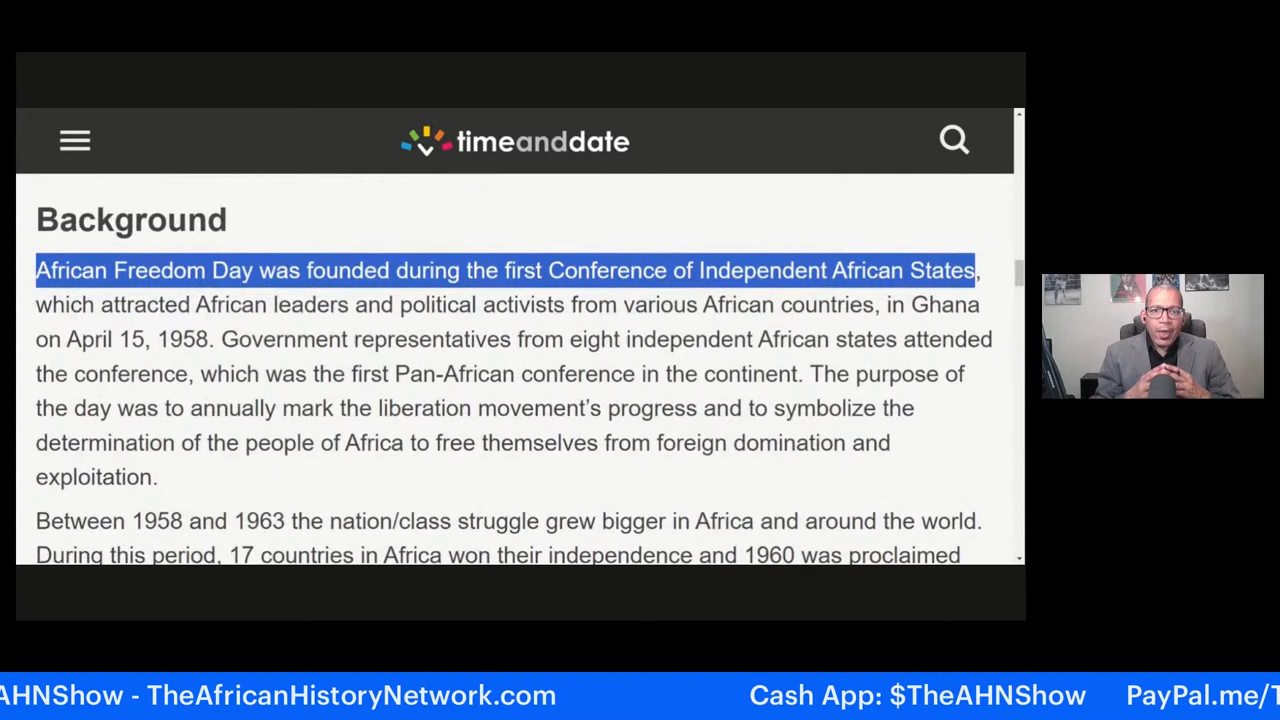 timeanddate
Background
African Freedom Day was founded during the first Conference of Independent African States,
which attracted African leaders and political activists from various African countries, in Ghana
on April 15, 1958. Government representatives from eight independent African states attended
the conference, which was the first Pan-African conference in the continent. The purpose of
the day was to annually mark the liberation movement’s progress and to symbolize the
determination of the people of Africa to free themselves from foreign domination and
exploitation.
Between 1958 and 1963 the nation/class struggle grew bigger in Africa and around the world.
During this period, 17 countries in Africa won their independence and 1960 was proclaimed
AHNShow - TheAfricanHistoryNetwork.com Cash App: $TheAHNShow PayPal.me/T